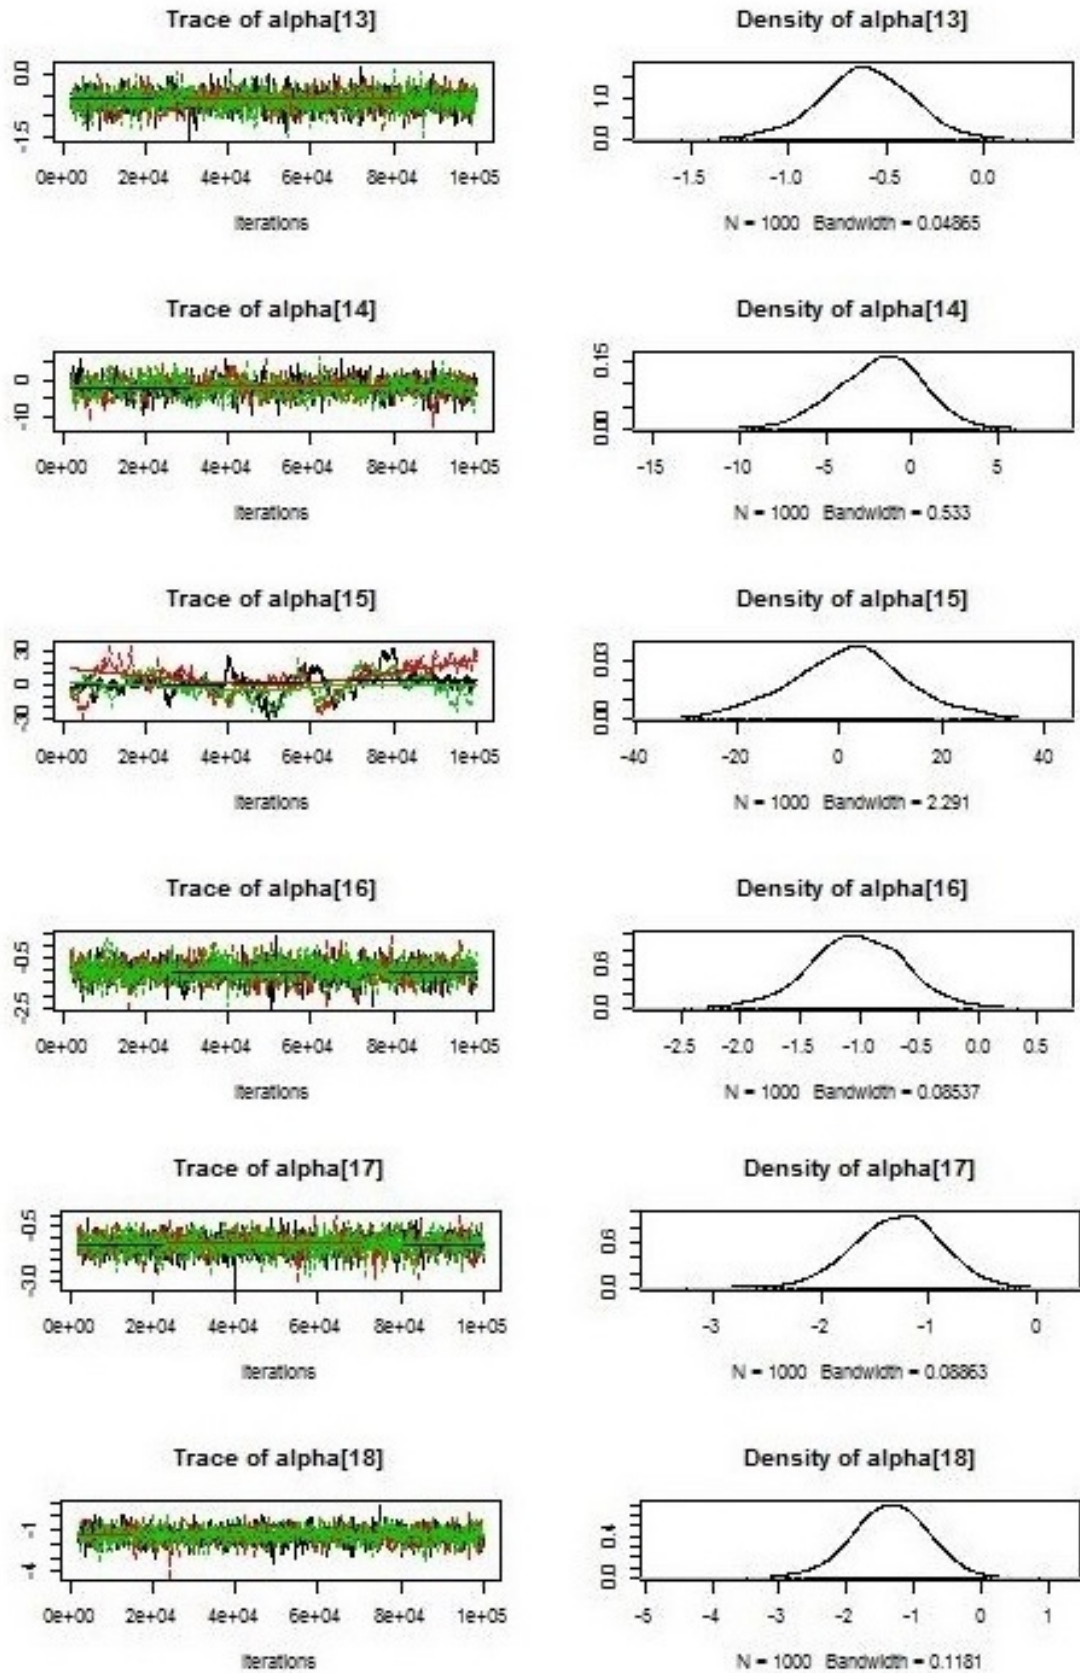 Trace of alpha[13] Density of alpha[13]
0.0
-1.5
0e+00 2e+04 4e+04 6e+04 8e+04 1e+05
Iterations
1.0
0.0
-1.5 -1.0 -0.5 0.0
N = 1000 Bandwidth = 0.04865
Trace of alpha[14] Density of alpha[14]
0
-10
0e+00 2e+04 4e+04 6e+04 8e+04 1e+05
Iterations
0.15
0.00
-15 -10 -5 0 5
N = 1000 Bandwidth = 0.533
Trace of alpha[15] Density of alpha[15]
30
0
-30
0e+00 2e+04 4e+04 6e+04 8e+04 1e+05
Iterations
0.03
0.00
-40 -20 0 20 40
N = 1000 Bandwidth = 2.291
Trace of alpha[16] Density of alpha[16]
-0.5
-2.5
0e+00 2e+04 4e+04 6e+04 8e+04 1e+05
Iterations
0.6
0.0
-2.5 -2.0 -1.5 -1.0 -0.5 0.0 0.5
N = 1000 Bandwidth = 0.08537
Trace of alpha[17] Density of alpha[17]
-0.5
-3.0
0e+00 2e+04 4e+04 6e+04 8e+04 1e+05
Iterations
0.6
0.0
-3 -2 -1 0
N = 1000 Bandwidth = 0.08863
Trace of alpha[18] Density of alpha[18]
-1
-4
0e+00 2e+04 4e+04 6e+04 8e+04 1e+05
Iterations
0.4
0.0
-5 -4 -3 -2 -1 0 1
N = 1000 Bandwidth = 0.1181